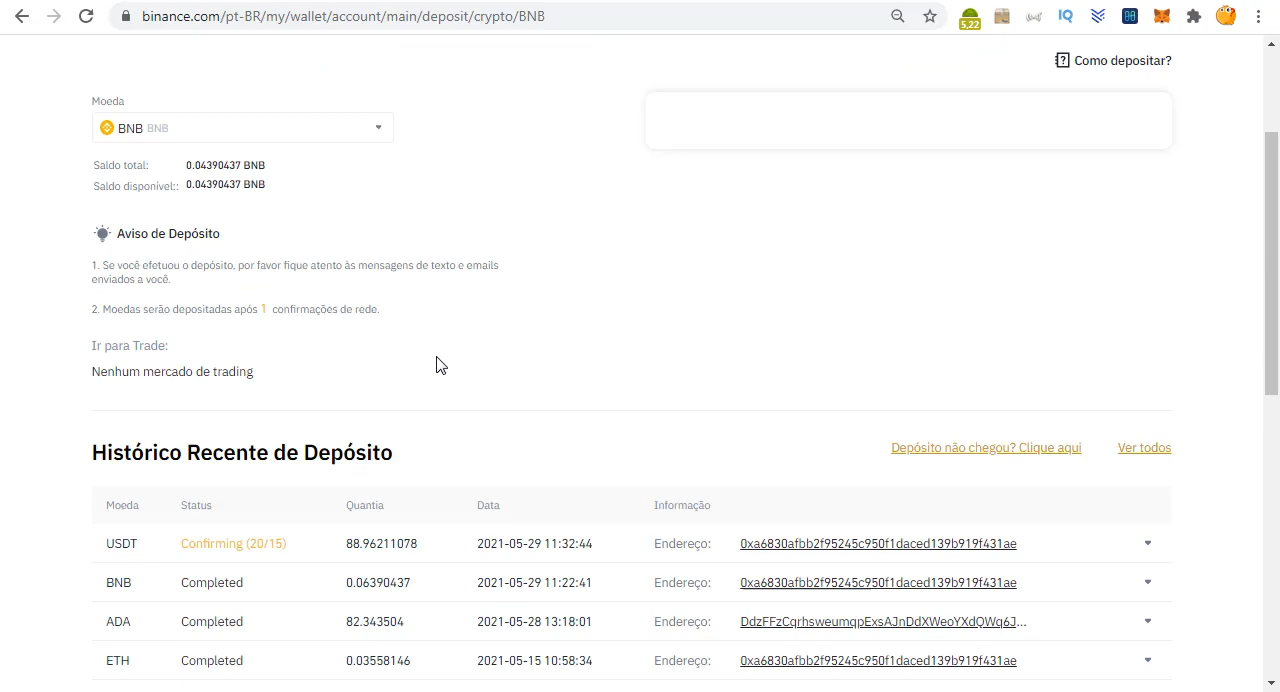 binance.com/pt-BR/my/wallet/account/main/deposit/crypto/BNB
5,22
IQ
Como depositar?
Moeda
BNB BNB
Saldo total: 0.04390437 BNB
Saldo disponível:: 0.04390437 BNB
Aviso de Depósito
1. Se você efetuou o depósito, por favor fique atento às mensagens de texto e emails
enviados a você.
2. Moedas serão depositadas após 1 confirmações de rede.
Ir para Trade:
Nenhum mercado de trading
Histórico Recente de Depósito
Depósito não chegou? Clique aqui
Ver todos
Moeda Status Quantia Data Informação
USDT Confirming (20/15) 88.96211078 2021-05-29 11:32:44 Endereço: 0xa6830afbb2f95245c950f1daced139b919f431ae
BNB Completed 0.06390437 2021-05-29 11:22:41 Endereço: 0xa6830afbb2f95245c950f1daced139b919f431ae
ADA Completed 82.343504 2021-05-28 13:18:01 Endereço: DdzFFzCqrhsweumqpExsAJnDdXWeoYXdQWq6J...
ETH Completed 0.03558146 2021-05-15 10:58:34 Endereço: 0xa6830afbb2f95245c950f1daced139b919f431ae